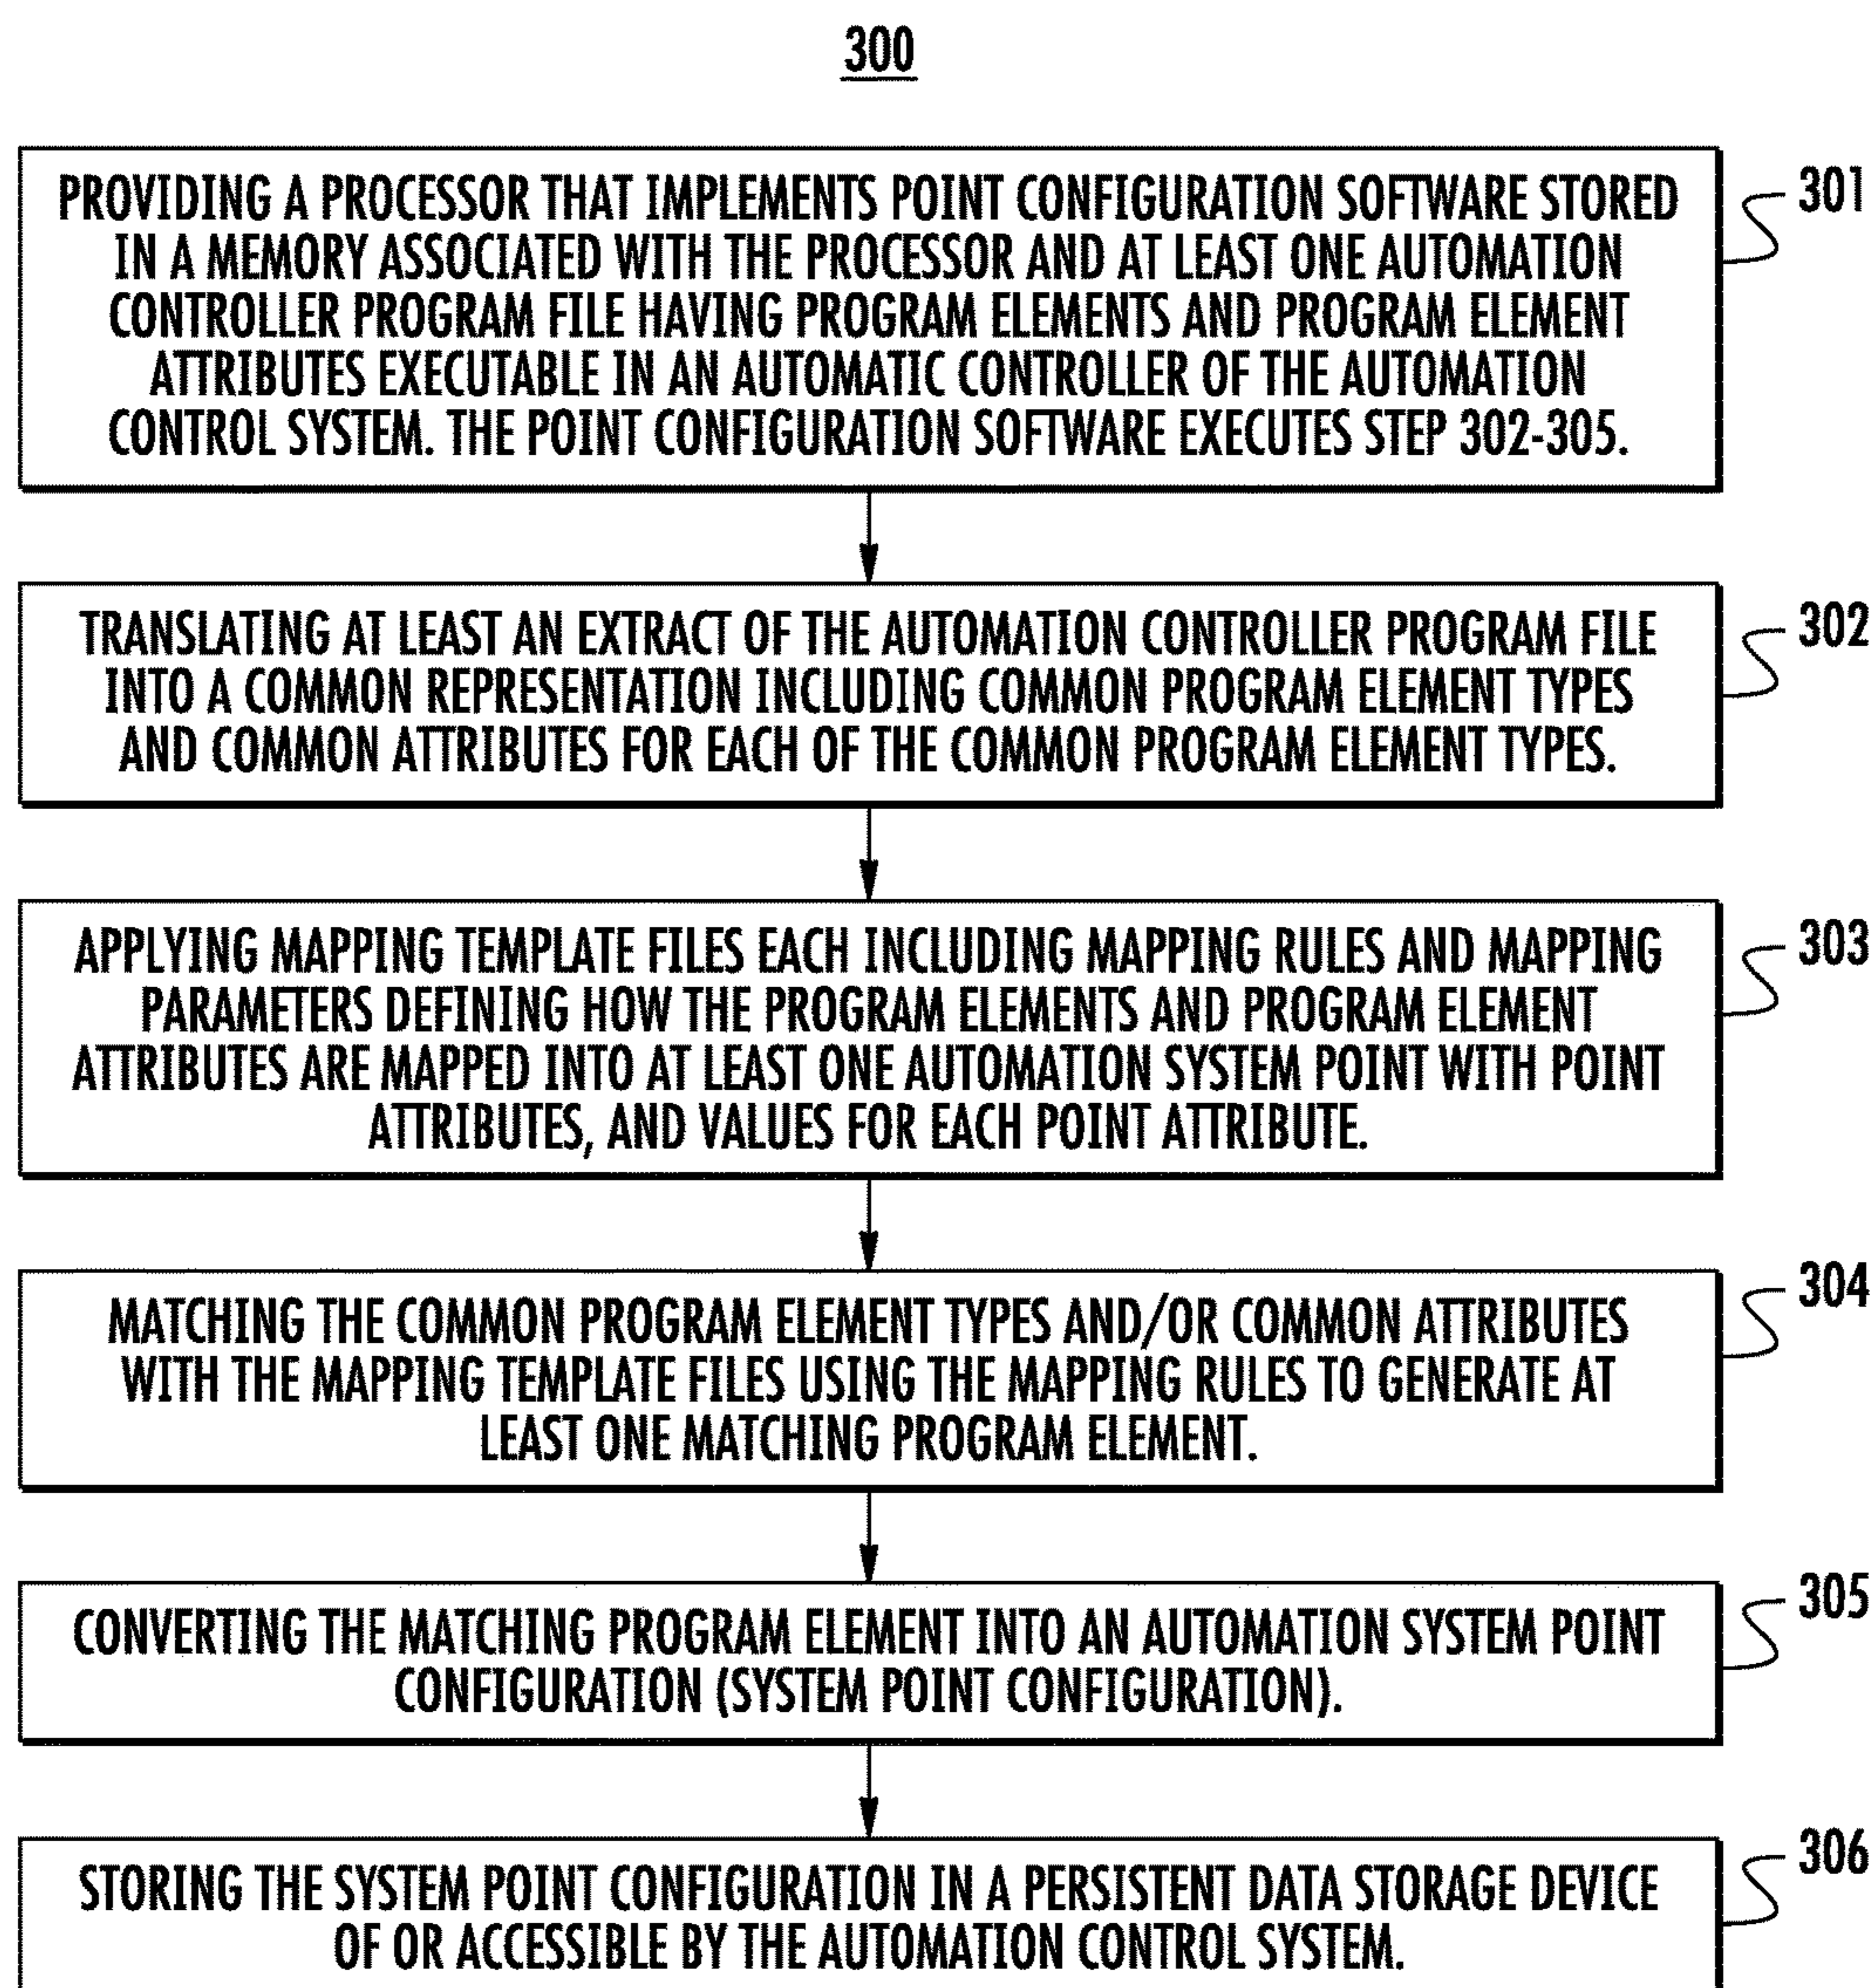 300
PROVIDING A PROCESSOR THAT IMPLEMENTS POINT CONFIGURATION SOFTWARE STORED
IN A MEMORY ASSOCIATED WITH THE PROCESSOR AND AT LEAST ONE AUTOMATION
CONTROLLER PROGRAM FILE HAVING PROGRAM ELEMENTS AND PROGRAM ELEMENT
ATTRIBUTES EXECUTABLE IN AN AUTOMATIC CONTROLLER OF THE AUTOMATION
CONTROL SYSTEM. THE POINT CONFIGURATION SOFTWARE EXECUTES STEP 302-305.
301
TRANSLATING AT LEAST AN EXTRACT OF THE AUTOMATION CONTROLLER PROGRAM FILE
INTO A COMMON REPRESENTATION INCLUDING COMMON PROGRAM ELEMENT TYPES
AND COMMON ATTRIBUTES FOR EACH OF THE COMMON PROGRAM ELEMENT TYPES.
302
APPLYING MAPPING TEMPLATE FILES EACH INCLUDING MAPPING RULES AND MAPPING
PARAMETERS DEFINING HOW THE PROGRAM ELEMENTS AND PROGRAM ELEMENT
ATTRIBUTES ARE MAPPED INTO AT LEAST ONE AUTOMATION SYSTEM POINT WITH POINT
ATTRIBUTES, AND VALUES FOR EACH POINT ATTRIBUTE.
303
MATCHING THE COMMON PROGRAM ELEMENT TYPES AND/OR COMMON ATTRIBUTES
WITH THE MAPPING TEMPLATE FILES USING THE MAPPING RULES TO GENERATE AT
LEAST ONE MATCHING PROGRAM ELEMENT.
304
CONVERTING THE MATCHING PROGRAM ELEMENT INTO AN AUTOMATION SYSTEM POINT
CONFIGURATION (SYSTEM POINT CONFIGURATION).
305
STORING THE SYSTEM POINT CONFIGURATION IN A PERSISTENT DATA STORAGE DEVICE
OF OR ACCESSIBLE BY THE AUTOMATION CONTROL SYSTEM.
306